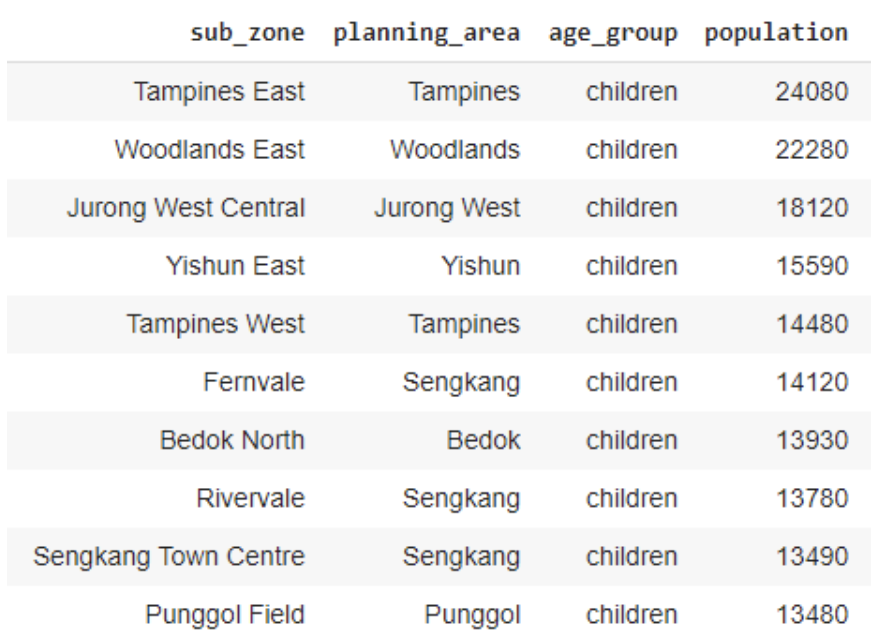 sub_zone planning_area age_group population
Tampines East Tampines children 24080
Woodlands East Woodlands children 22280
Jurong West Central Jurong West children 18120
Yishun East Yishun children 15590
Tampines West Tampines children 14480
Fernvale Sengkang children 14120
Bedok North Bedok children 13930
Rivervale Sengkang children 13780
Sengkang Town Centre Sengkang children 13490
Punggol Field Punggol children 13480